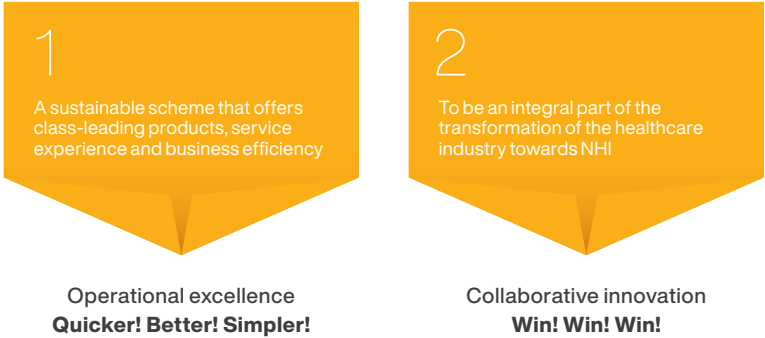 1
A sustainable scheme that offers
class-leading products, service
experience and business efficiency
Operational excellence
Quicker! Better! Simpler!
2
To be an integral part of the
transformation of the healthcare
industry towards NHI
Collaborative innovation
Win! Win! Win!